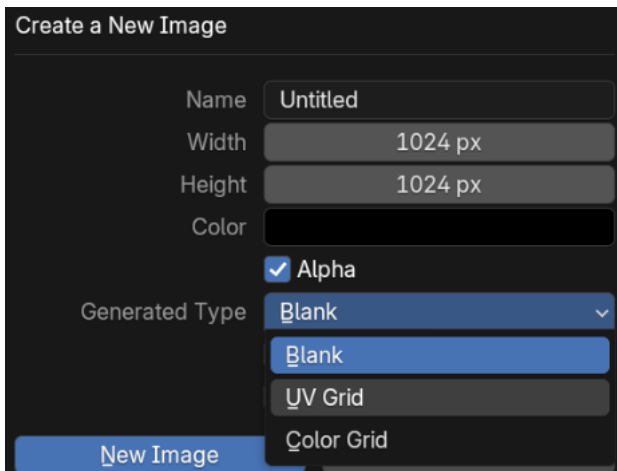 Create a New Image
Name Untitled
Width 1024 px
Height 1024 px
Color
Alpha
Generated Type Blank
Blank
UV Grid
Color Grid
New Image